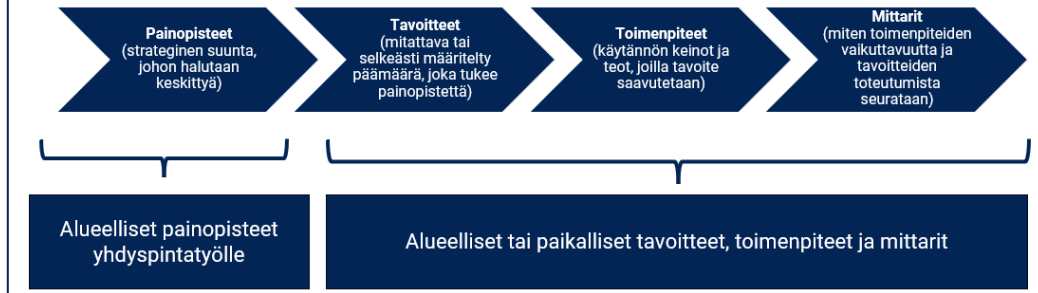 Painopisteet
(strateginen suunta,
johon halutaan
keskittyä)
Tavoitteet
(mitattava tai
selkeästi määritelty
päämäärä, joka tukee
painopistettä)
Toimenpiteet
(käytännön keinot ja
teot, joilla tavoite
saavutetaan)
Mittarit
(miten toimenpiteiden
vaikuttavuutta ja
tavoitteiden
toteutumista
seurataan)
Alueelliset painopisteet
yhdyspintatyölle
Alueelliset tai paikalliset tavoitteet, toimenpiteet ja mittarit